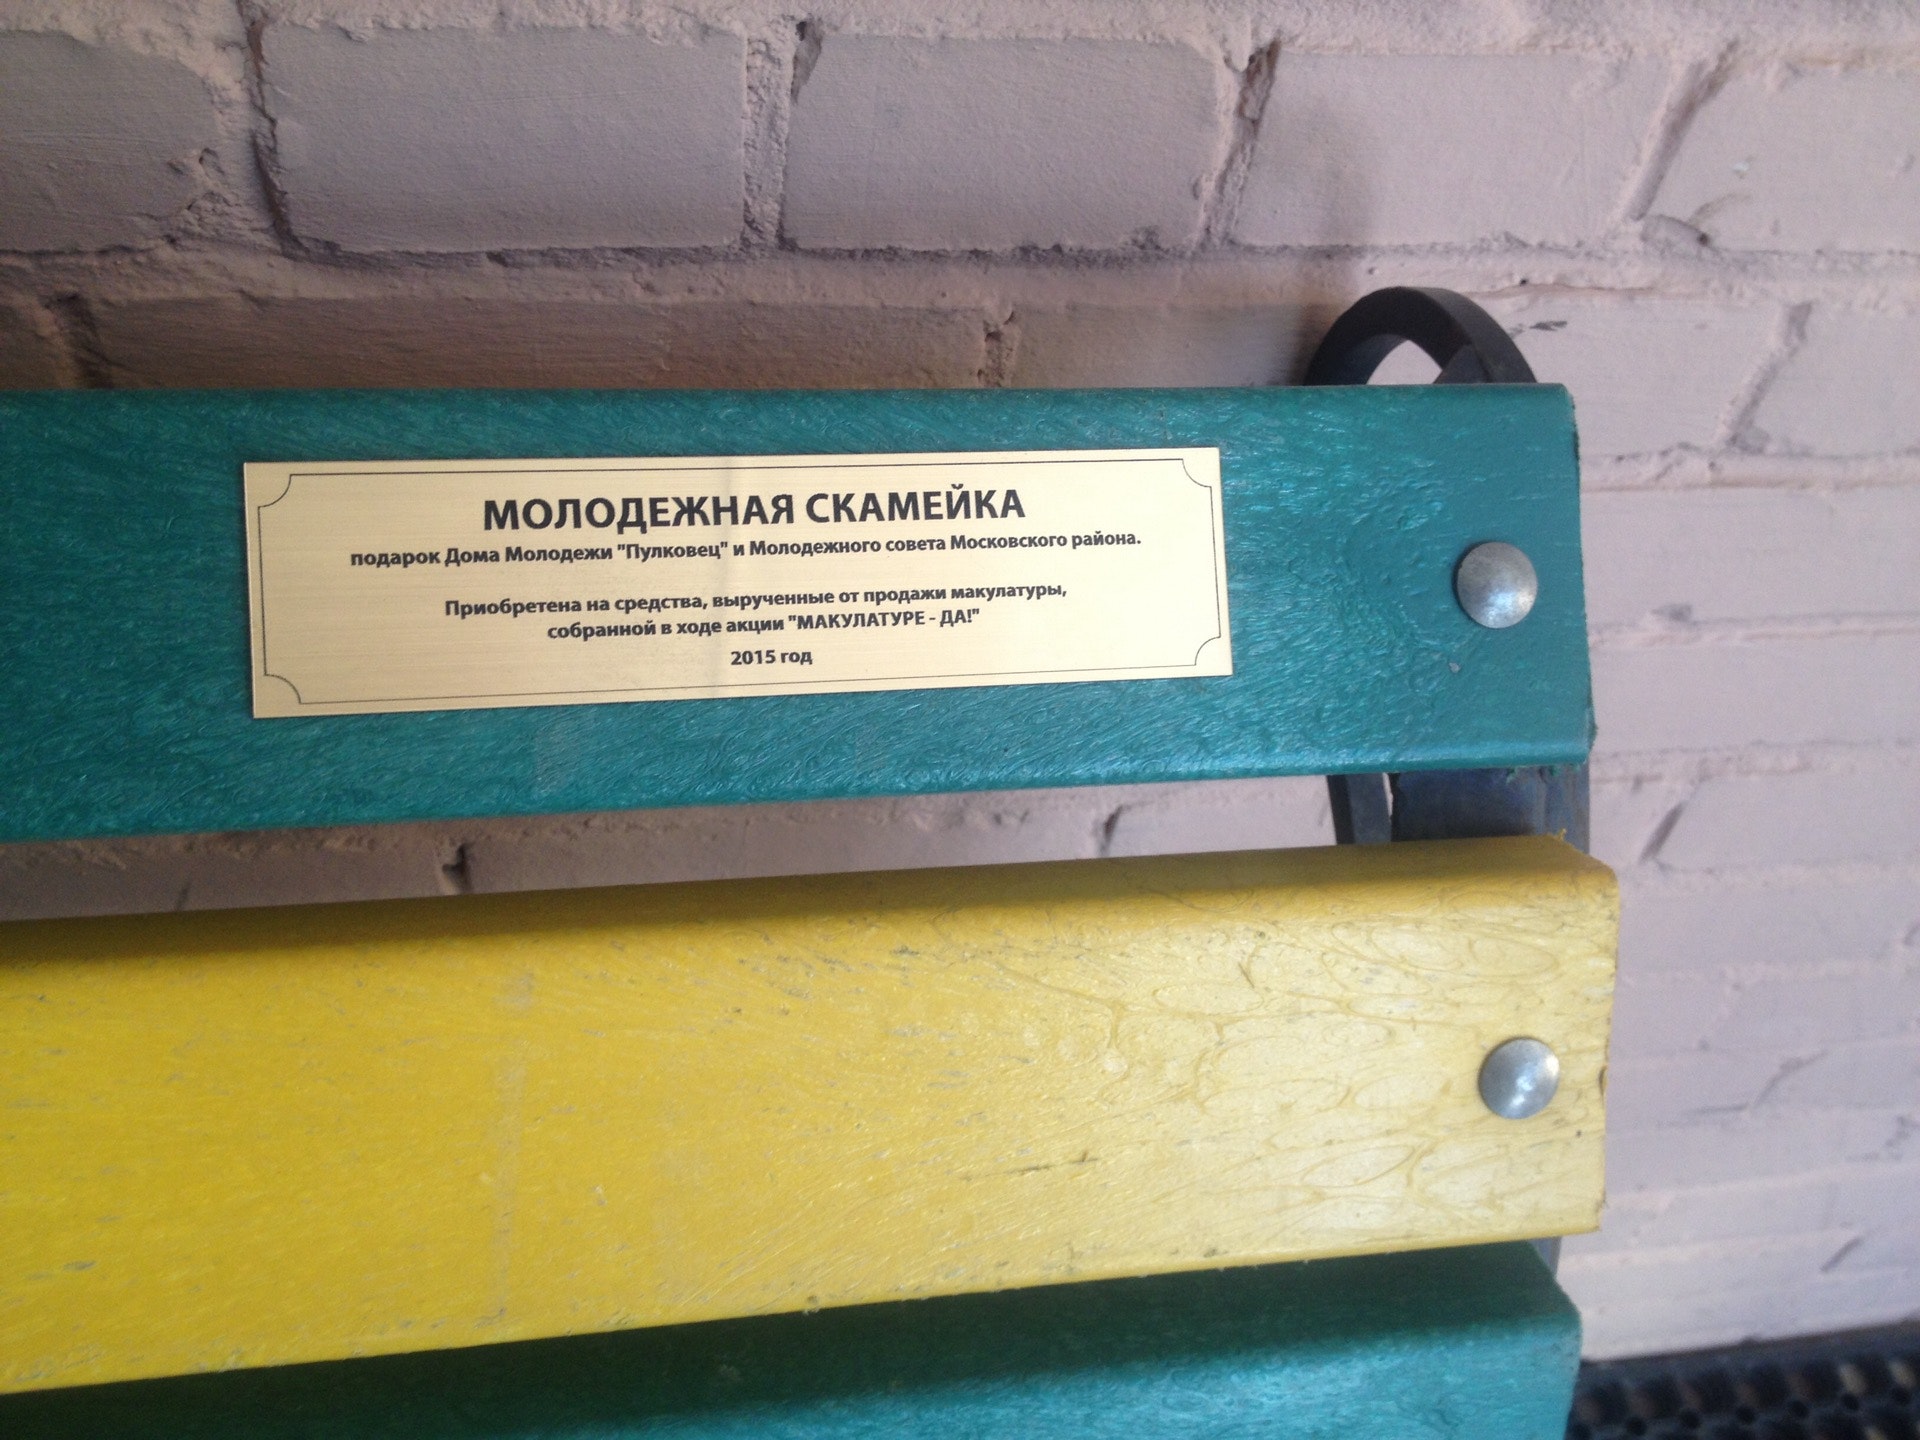 МОЛОДЕЖНАЯ СКАМЕЙКА
подарок Дома Молодежи "Пулковец" и Молодежного совета Московского района.
Приобретена на средства, вырученные от продажи макулатуры,
собранной в ходе акции "МАКУЛАТУРЕ - ДА!"
2015 год